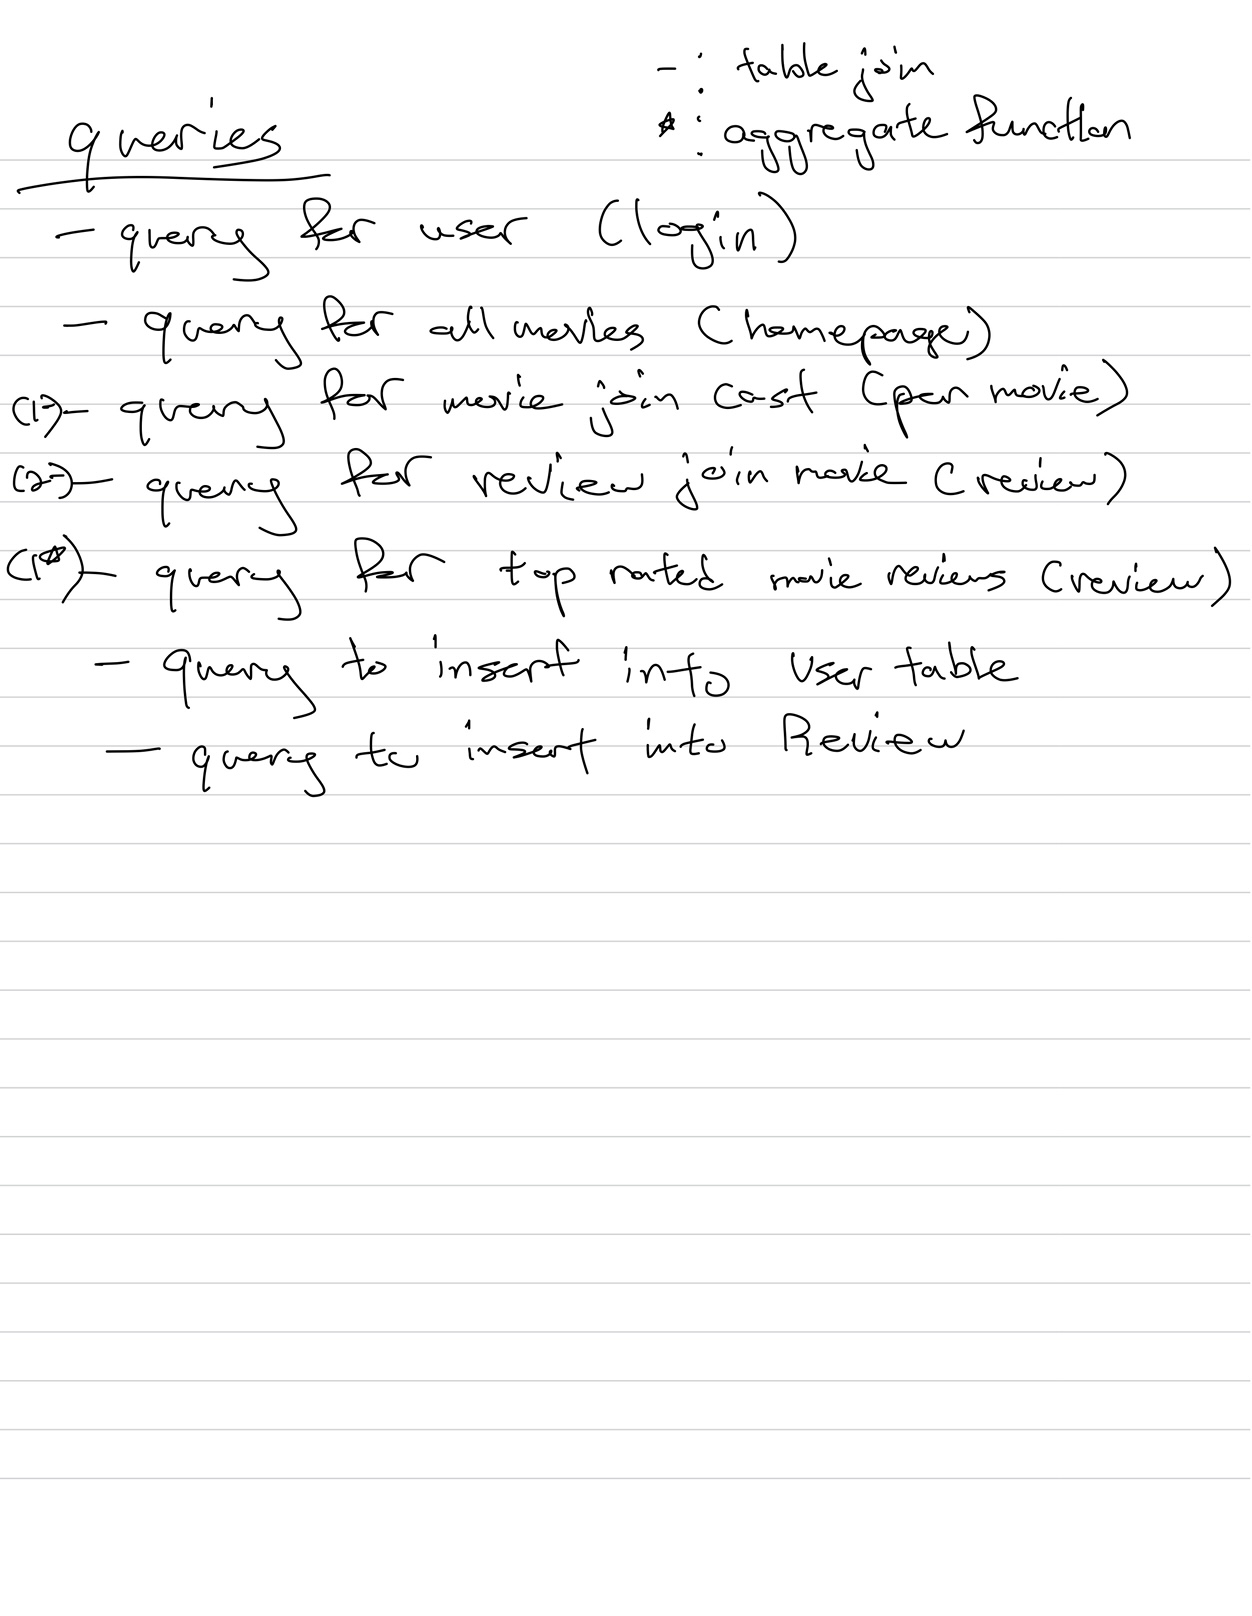 - : table join
* : aggregate function
queries
- query for user (login)
- query for all movies (homepage)
(1-) - query for movie join cast (per movie)
(2-) - query for review join movie (review)
(1*) - query for top rated movie reviews (review)
- query to insert into User table
- query to insert into Review